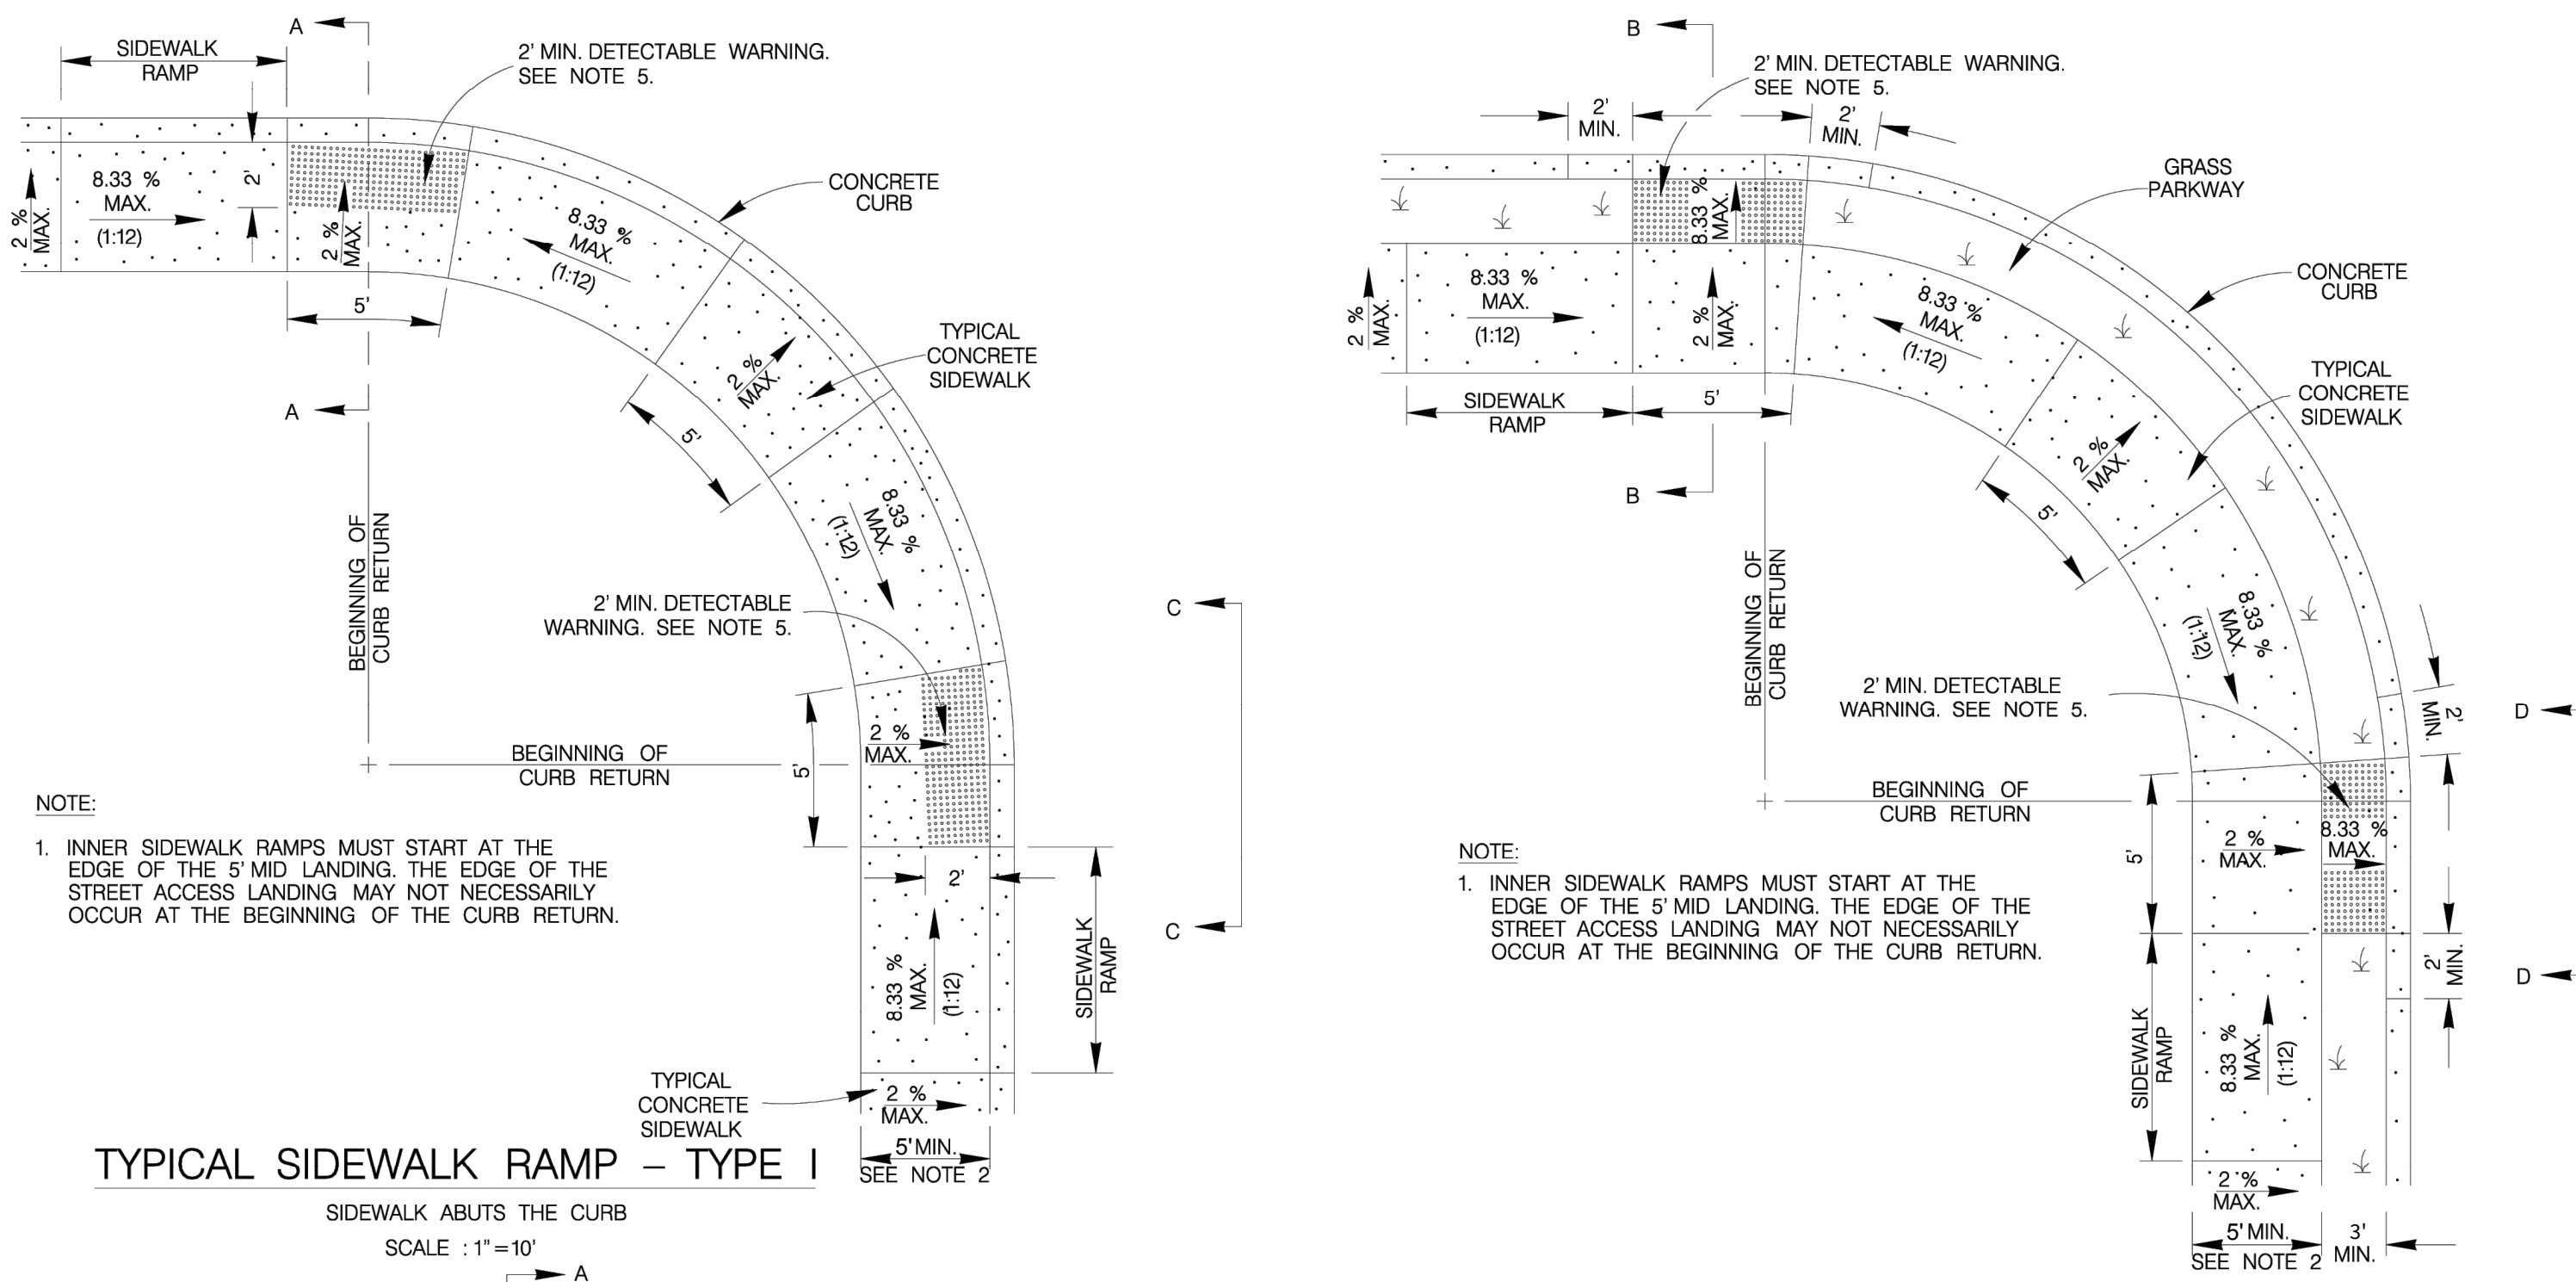 A
SIDEWALK
RAMP
2' MIN. DETECTABLE WARNING.
SEE NOTE 5.
2 %
MAX.
8.33 %
MAX.
(1:12)
2'
2 %
MAX.
5'
8.33 %
MAX.
(1:12)
CONCRETE
CURB
TYPICAL
CONCRETE
SIDEWALK
2 %
MAX.
5'
A
BEGINNING OF
CURB RETURN
8.33 %
MAX.
(1:12)
2' MIN. DETECTABLE
WARNING. SEE NOTE 5.
C
2 %
MAX.
5'
BEGINNING OF
CURB RETURN
2'
C
8.33 %
MAX.
(1:12)
SIDEWALK
RAMP
NOTE:
1. INNER SIDEWALK RAMPS MUST START AT THE
EDGE OF THE 5' MID LANDING. THE EDGE OF THE
STREET ACCESS LANDING MAY NOT NECESSARILY
OCCUR AT THE BEGINNING OF THE CURB RETURN.
TYPICAL
CONCRETE
SIDEWALK
2 %
MAX.
5' MIN.
SEE NOTE 2
TYPICAL SIDEWALK RAMP – TYPE I
SIDEWALK ABUTS THE CURB
SCALE : 1"=10'
A
B
2' MIN. DETECTABLE WARNING.
SEE NOTE 5.
2'
MIN.
2'
MIN.
8.33 %
MAX.
GRASS
PARKWAY
CONCRETE
CURB
2 %
MAX.
8.33 %
MAX.
(1:12)
2 %
MAX.
8.33 %
MAX.
(1:12)
SIDEWALK
RAMP
5'
TYPICAL
CONCRETE
SIDEWALK
2 %
MAX.
5'
B
BEGINNING OF
CURB RETURN
8.33 %
MAX.
(1:12)
2' MIN. DETECTABLE
WARNING. SEE NOTE 5.
2'
MIN.
D
BEGINNING OF
CURB RETURN
5'
2 %
MAX.
8.33 %
MAX.
2'
MIN.
D
NOTE:
1. INNER SIDEWALK RAMPS MUST START AT THE
EDGE OF THE 5' MID LANDING. THE EDGE OF THE
STREET ACCESS LANDING MAY NOT NECESSARILY
OCCUR AT THE BEGINNING OF THE CURB RETURN.
SIDEWALK
RAMP
8.33 %
MAX.
(1:12)
2 %
MAX.
5' MIN.
SEE NOTE 2
3'
MIN.